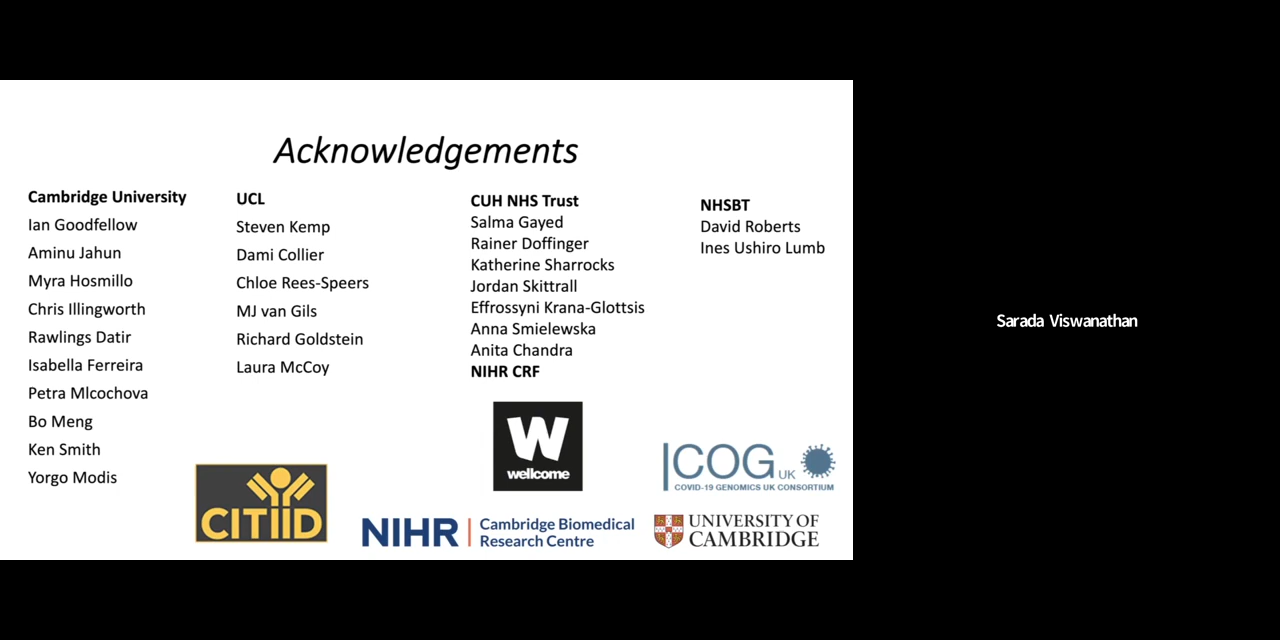 Acknowledgements
Cambridge University
Ian Goodfellow
Aminu Jahun
Myra Hosmillo
Chris Illingworth
Rawlings Datir
Isabella Ferreira
Petra Mlcochova
Bo Meng
Ken Smith
Yorgo Modis
UCL
Steven Kemp
Dami Collier
Chloe Rees-Speers
MJ van Gils
Richard Goldstein
Laura McCoy
CUH NHS Trust
Salma Gayed
Rainer Doffinger
Katherine Sharrocks
Jordan Skittrall
Effrossyni Krana-Glottsis
Anna Smielewska
Anita Chandra
NIHR CRF
NHSBT
David Roberts
Ines Ushiro Lumb
W
wellcome
COG UK
COVID-19 GENOMICS UK CONSORTIUM
CITIID
NIHR | Cambridge Biomedical
Research Centre
UNIVERSITY OF
CAMBRIDGE
Sarada Viswanathan